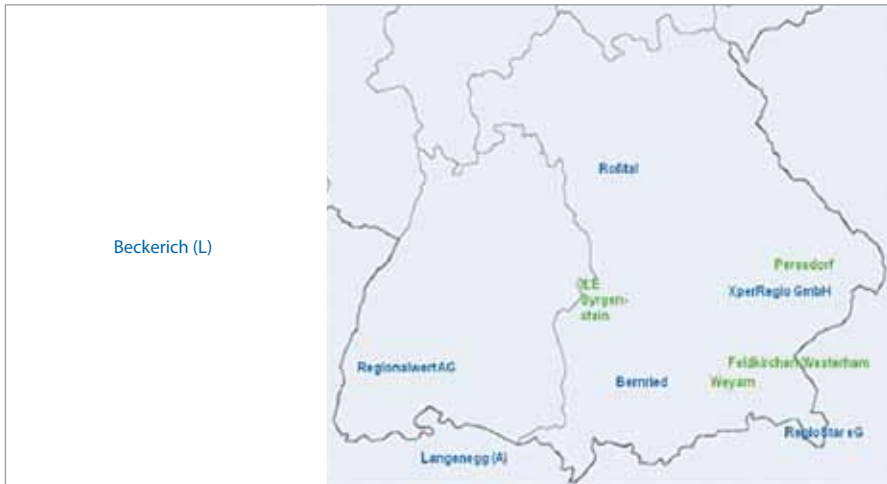 Beckerich (L)
Roßtal
Perasdorf
XperRegio GmbH
ILE
Syrgen-
stein
RegionalwertAG
Bernried
Feldkirchen-Westerham
Weyarn
RegioStar eG
Langenegg (A)